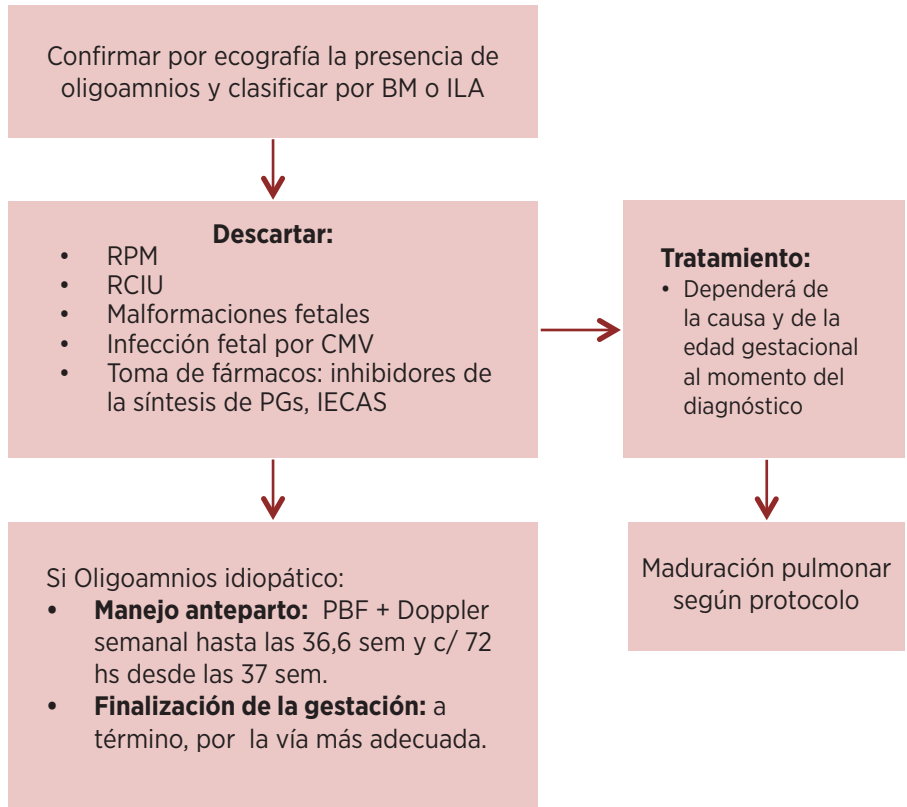 Confirmar por ecografía la presencia de
oligoamnios y clasificar por BM o ILA
Descartar:
• RPM
• RCIU
• Malformaciones fetales
• Infección fetal por CMV
• Toma de fármacos: inhibidores de
la síntesis de PGs, IECAS
Tratamiento:
• Dependerá de
la causa y de la
edad gestacional
al momento del
diagnóstico
Si Oligoamnios idiopático:
• Manejo anteparto: PBF + Doppler
semanal hasta las 36,6 sem y c/ 72
hs desde las 37 sem.
• Finalización de la gestación: a
término, por la vía más adecuada.
Maduración pulmonar
según protocolo